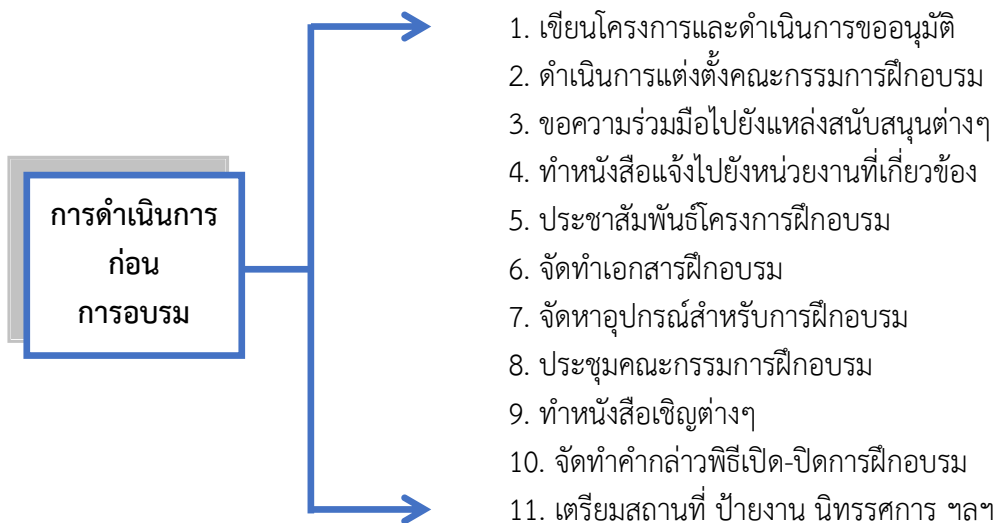 การดำเนินการ
ก่อน
การอบรม
1. เขียนโครงการและดำเนินการขออนุมัติ
2. ดำเนินการแต่งตั้งคณะกรรมการฝึกอบรม
3. ขอความร่วมมือไปยังแหล่งสนับสนุนต่างๆ
4. ทำหนังสือแจ้งไปยังหน่วยงานที่เกี่ยวข้อง
5. ประชาสัมพันธ์โครงการฝึกอบรม
6. จัดทำเอกสารฝึกอบรม
7. จัดหาอุปกรณ์สำหรับการฝึกอบรม
8. ประชุมคณะกรรมการฝึกอบรม
9. ทำหนังสือเชิญต่างๆ
10. จัดทำคำกล่าวพิธีเปิด-ปิดการฝึกอบรม
11. เตรียมสถานที่ ป้ายงาน นิทรรศการ ฯลฯ